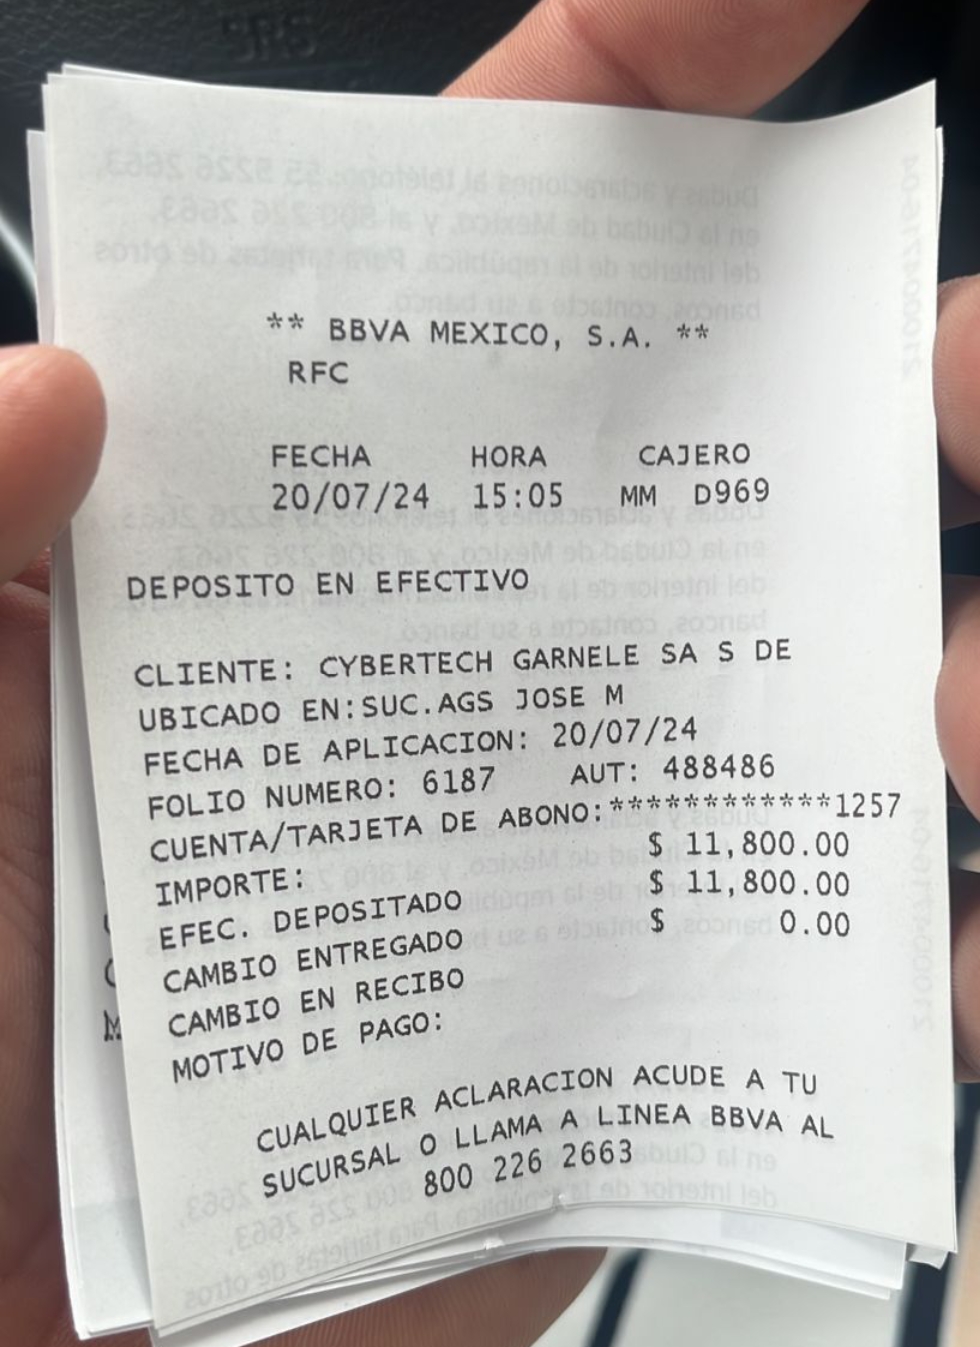 ** BBVA MEXICO, S.A. **
RFC
FECHA HORA CAJERO
20/07/24 15:05 MM D969
DEPOSITO EN EFECTIVO
CLIENTE: CYBERTECH GARNELE SA S DE
UBICADO EN:SUC.AGS JOSE M
FECHA DE APLICACION: 20/07/24
FOLIO NUMERO: 6187 AUT: 488486
CUENTA/TARJETA DE ABONO:************1257
IMPORTE: $ 11,800.00
EFEC. DEPOSITADO $ 11,800.00
CAMBIO ENTREGADO $ 0.00
CAMBIO EN RECIBO
MOTIVO DE PAGO:
CUALQUIER ACLARACION ACUDE A TU
SUCURSAL O LLAMA A LINEA BBVA AL
800 226 2663